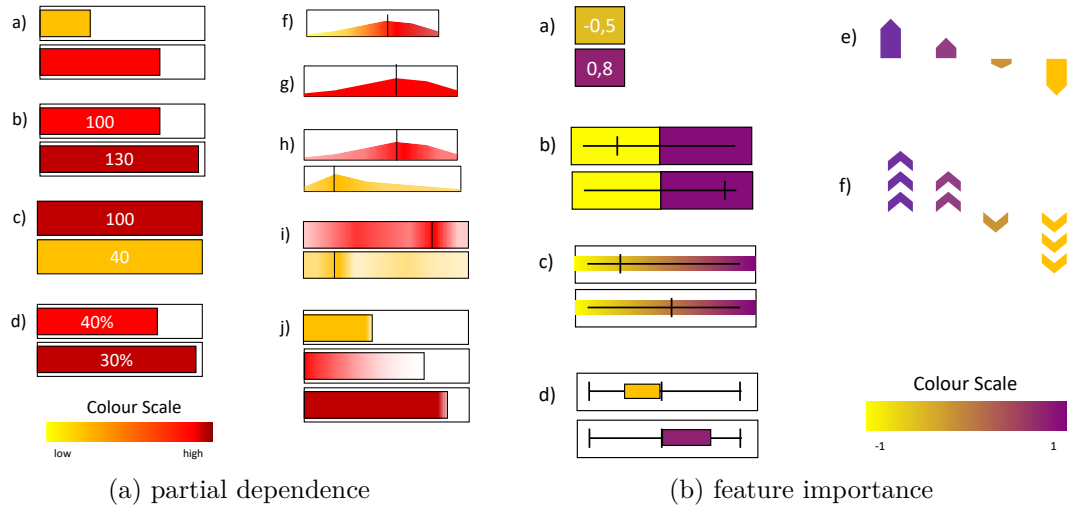 a)
b)
100
130
c)
100
40
d)
40%
30%
Colour Scale
low high
f)
g)
h)
i)
j)
(a) partial dependence
a)
-0,5
0,8
b)
c)
d)
e)
f)
Colour Scale
-1 1
(b) feature importance